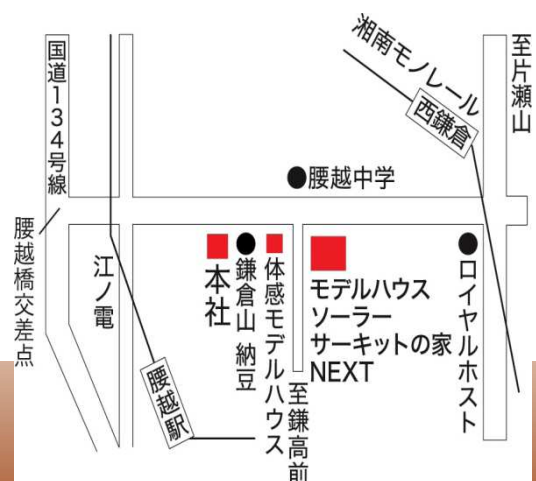 国道134号線
湘南モノレール
西鎌倉
至片瀬山
腰越中学
腰越橋交差点
江ノ電
腰越駅
本社
鎌倉山 納豆
体感モデルハウス
至鎌高前
モデルハウス
ソーラー
サーキットの家
NEXT
ロイヤルホスト